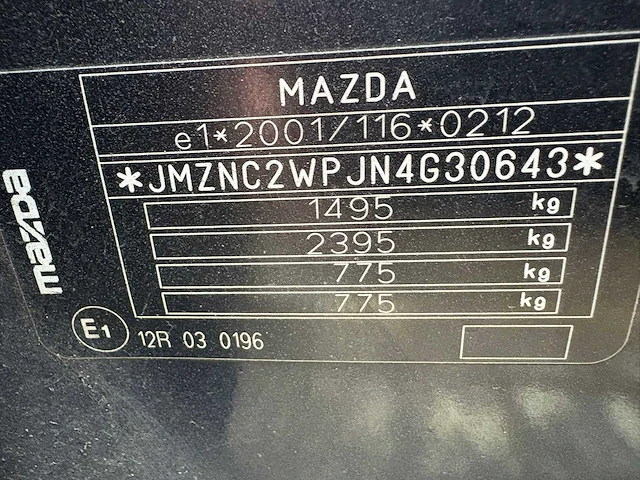 MAZDA
e1*2001/116*0212
*JMZNC2WPJN4G30643*
1495 kg
2395 kg
775 kg
775 kg
mazda
E1 12R 03 0196